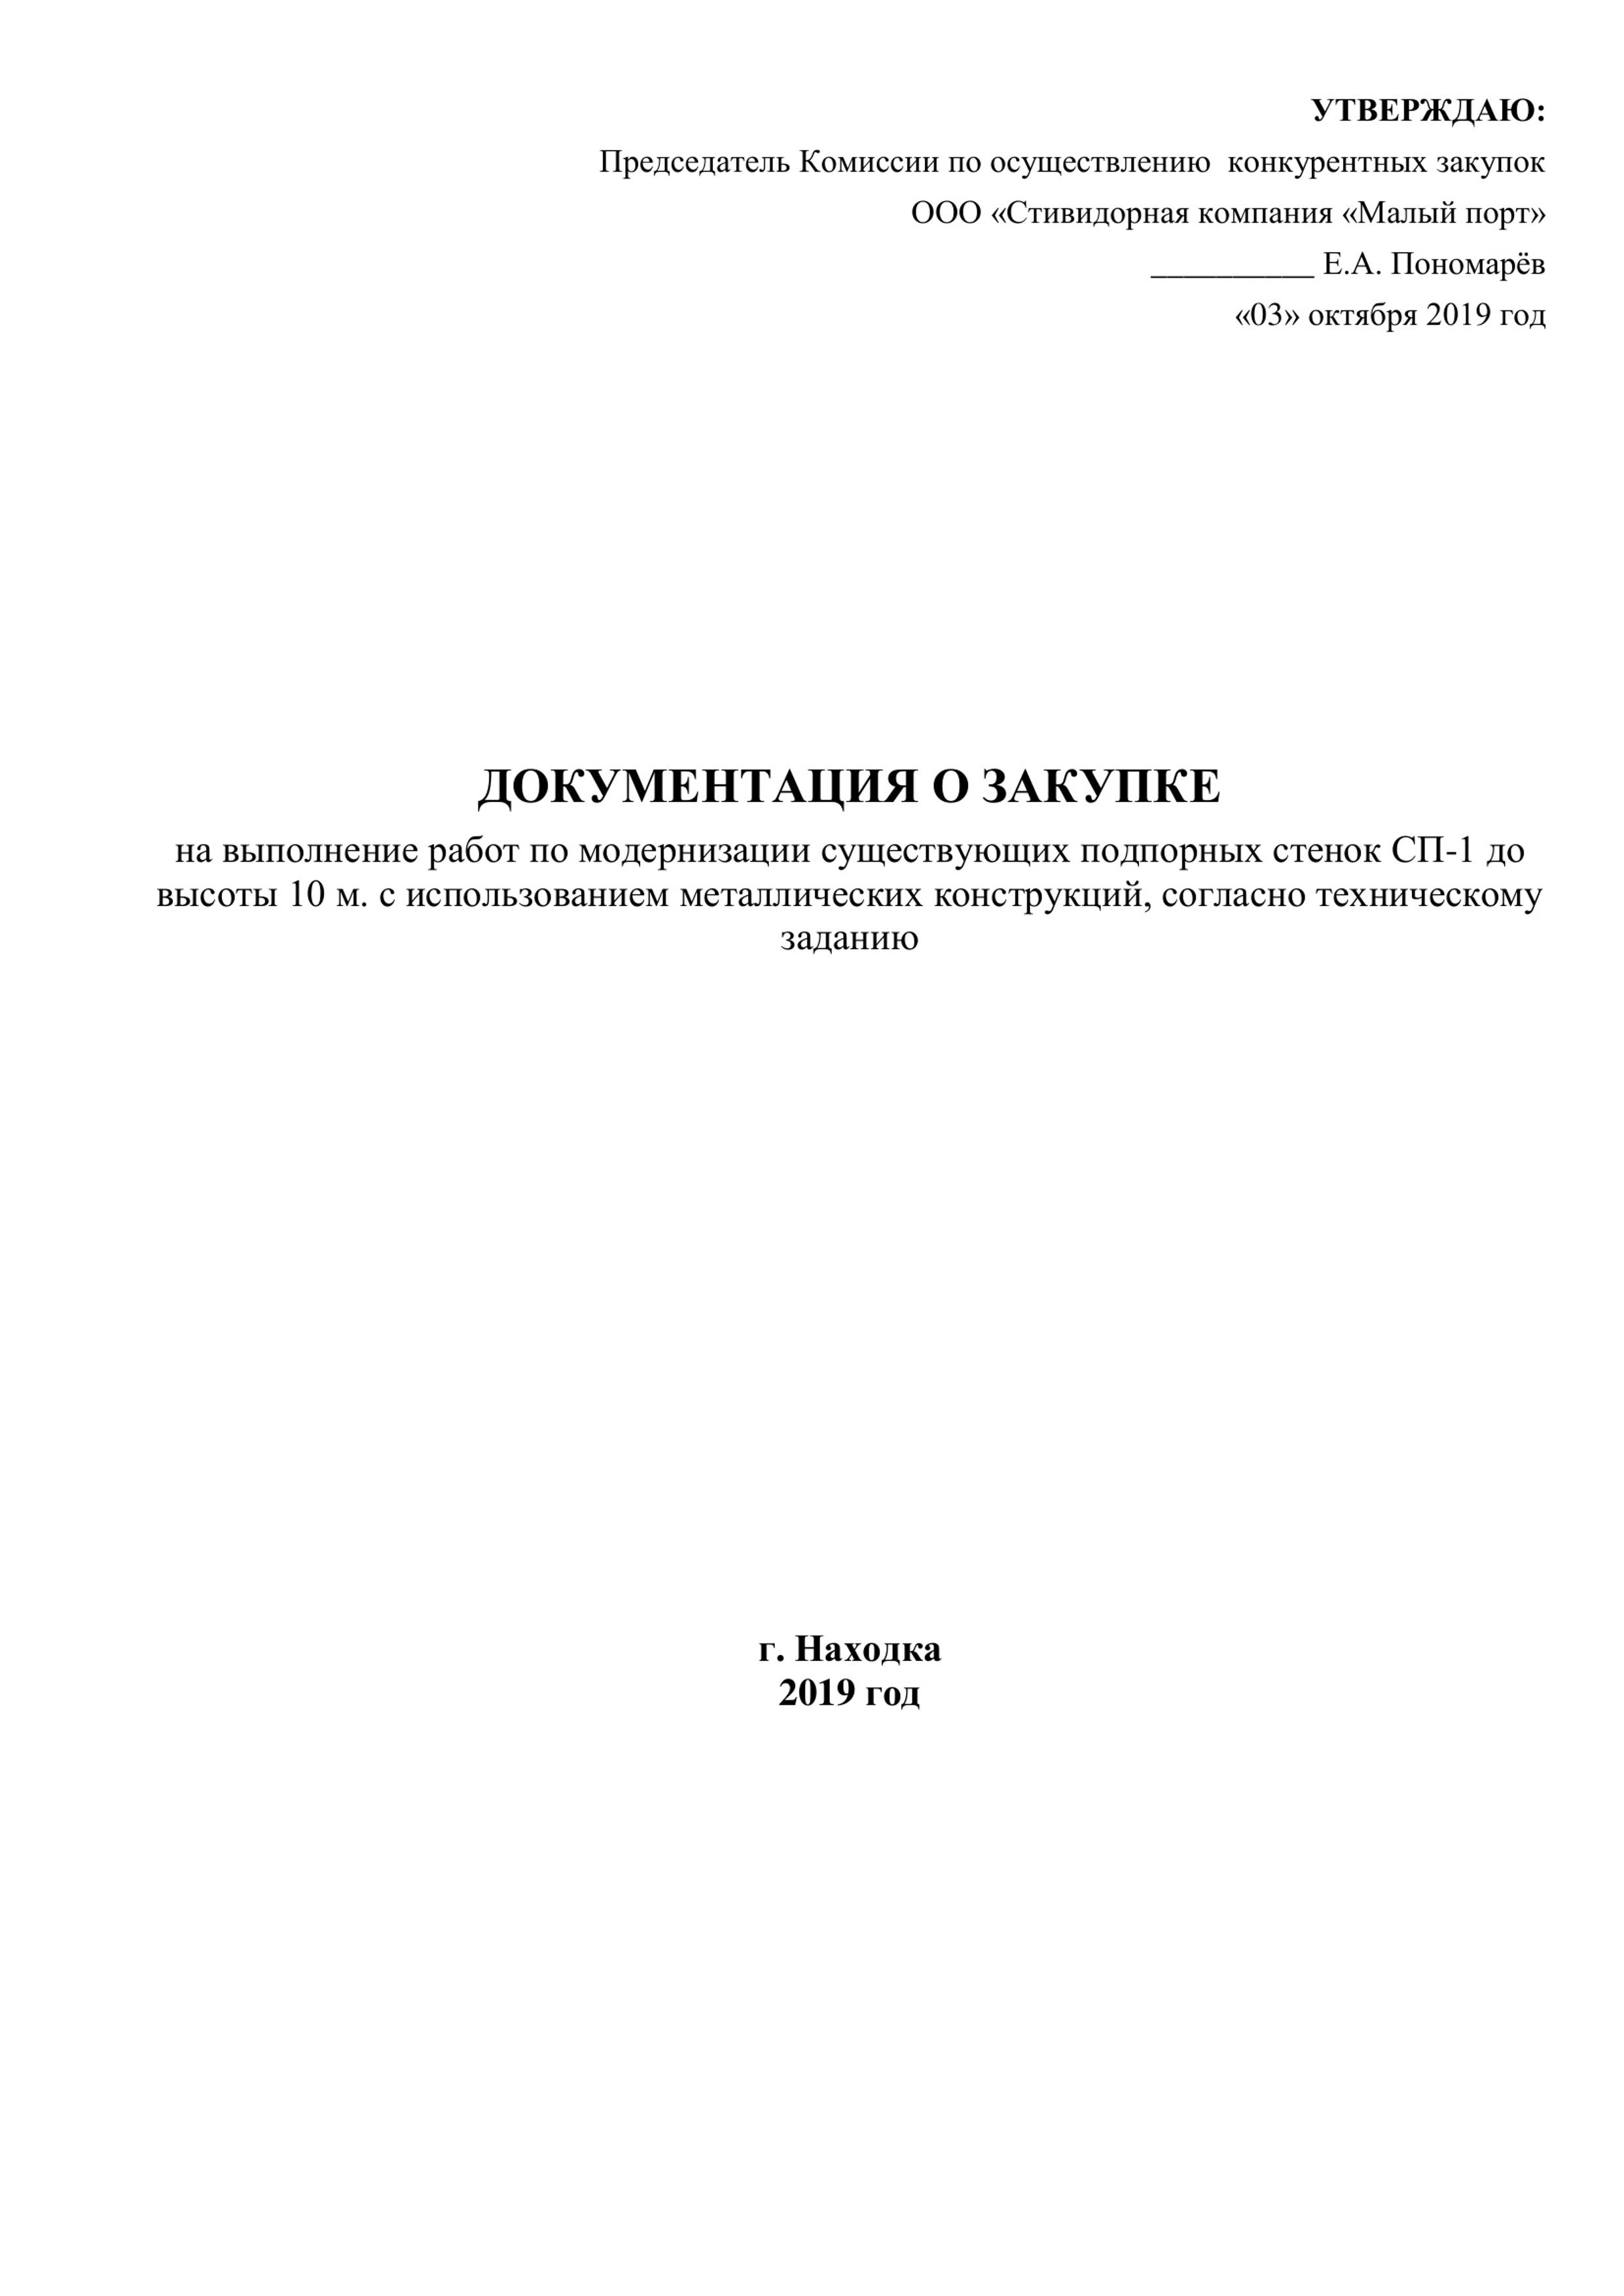 УТВЕРЖДАЮ:
Председатель Комиссии по осуществлению  конкурентных закупок
ООО «Стивидорная компания «Малый порт»
__________ Е.А. Пономарёв
«03» октября 2019 год
ДОКУМЕНТАЦИЯ О ЗАКУПКЕ
на выполнение работ по модернизации существующих подпорных стенок СП-1 до
высоты 10 м. с использованием металлических конструкций, согласно техническому
заданию
г. Находка
2019 год